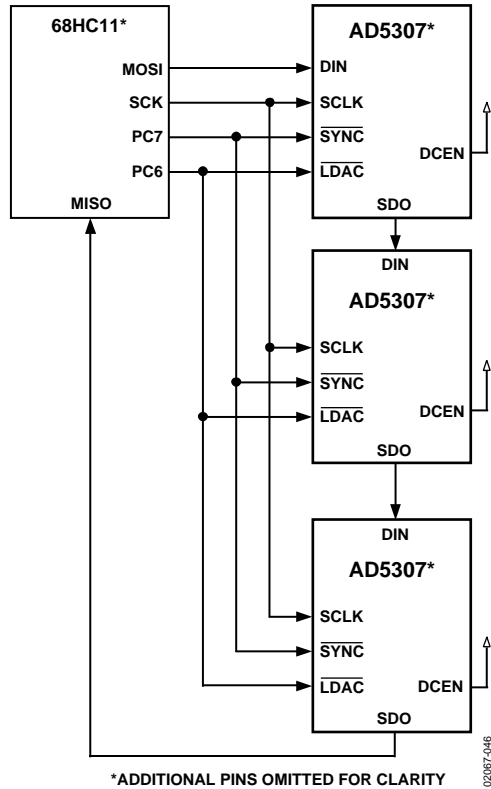 68HC11*
MOSI
SCK
PC7
PC6
MISO
AD5307*
DIN
SCLK
SYNC
LDAC
DCEN
SDO
DIN
AD5307*
SCLK
SYNC
LDAC
DCEN
SDO
DIN
AD5307*
SCLK
SYNC
LDAC
DCEN
SDO
*ADDITIONAL PINS OMITTED FOR CLARITY
02067-046